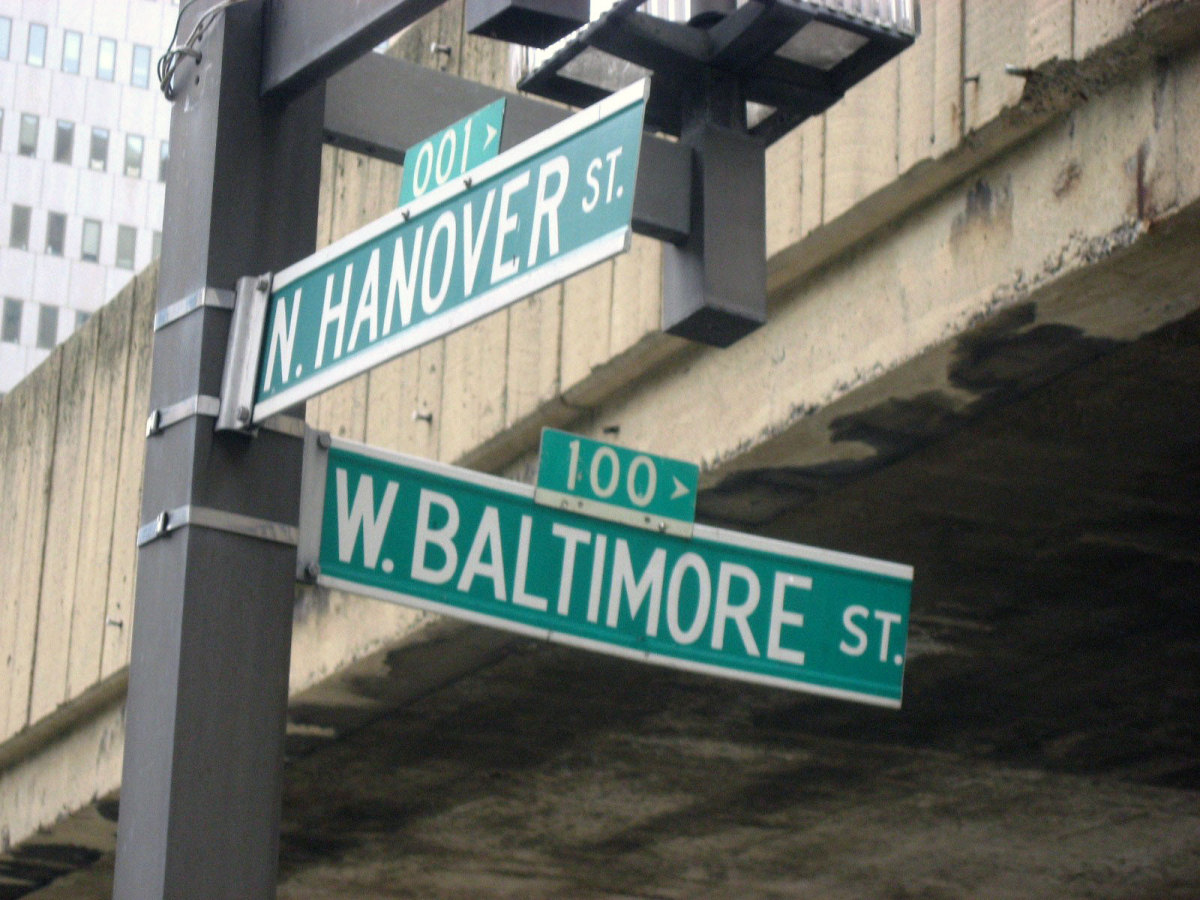 001 >
N. HANOVER ST.
100 >
W. BALTIMORE ST.